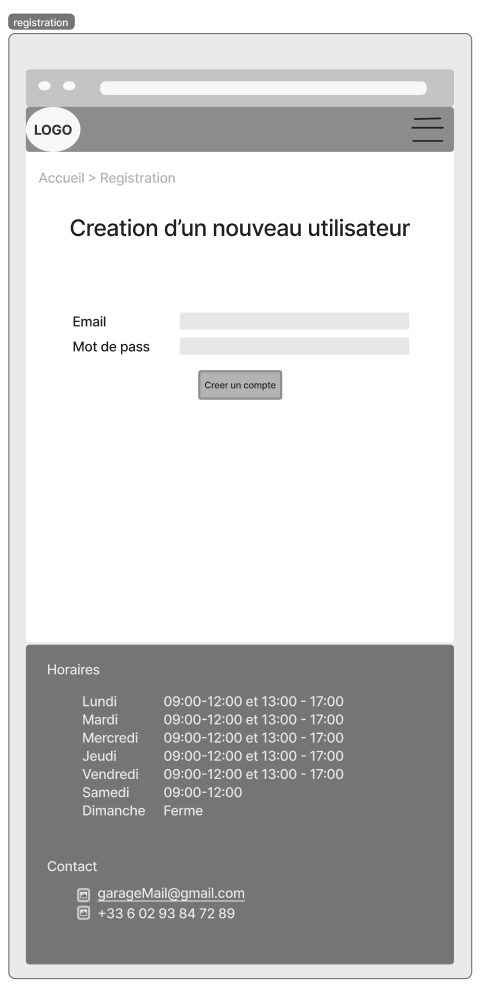 registration
LOGO
Accueil > Registration
Creation d’un nouveau utilisateur
Email
Mot de pass
Creer un compte
Horaires
Lundi 09:00-12:00 et 13:00 - 17:00
Mardi 09:00-12:00 et 13:00 - 17:00
Mercredi 09:00-12:00 et 13:00 - 17:00
Jeudi 09:00-12:00 et 13:00 - 17:00
Vendredi 09:00-12:00 et 13:00 - 17:00
Samedi 09:00-12:00
Dimanche Ferme
Contact
garageMail@gmail.com
+33 6 02 93 84 72 89